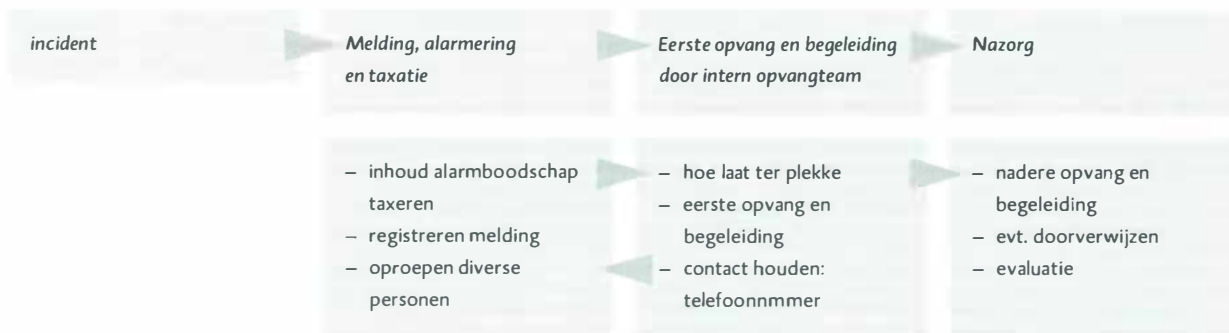 incident
Melding, alarmering
en taxatie
Eerste opvang en begeleiding
door intern opvangteam
Nazorg
– inhoud alarmboodschap
taxeren
– registreren melding
– oproepen diverse
personen
– hoe laat ter plekke
– eerste opvang en
begeleiding
– contact houden:
telefoonnmmer
– nadere opvang en
begeleiding
– evt. doorverwijzen
– evaluatie